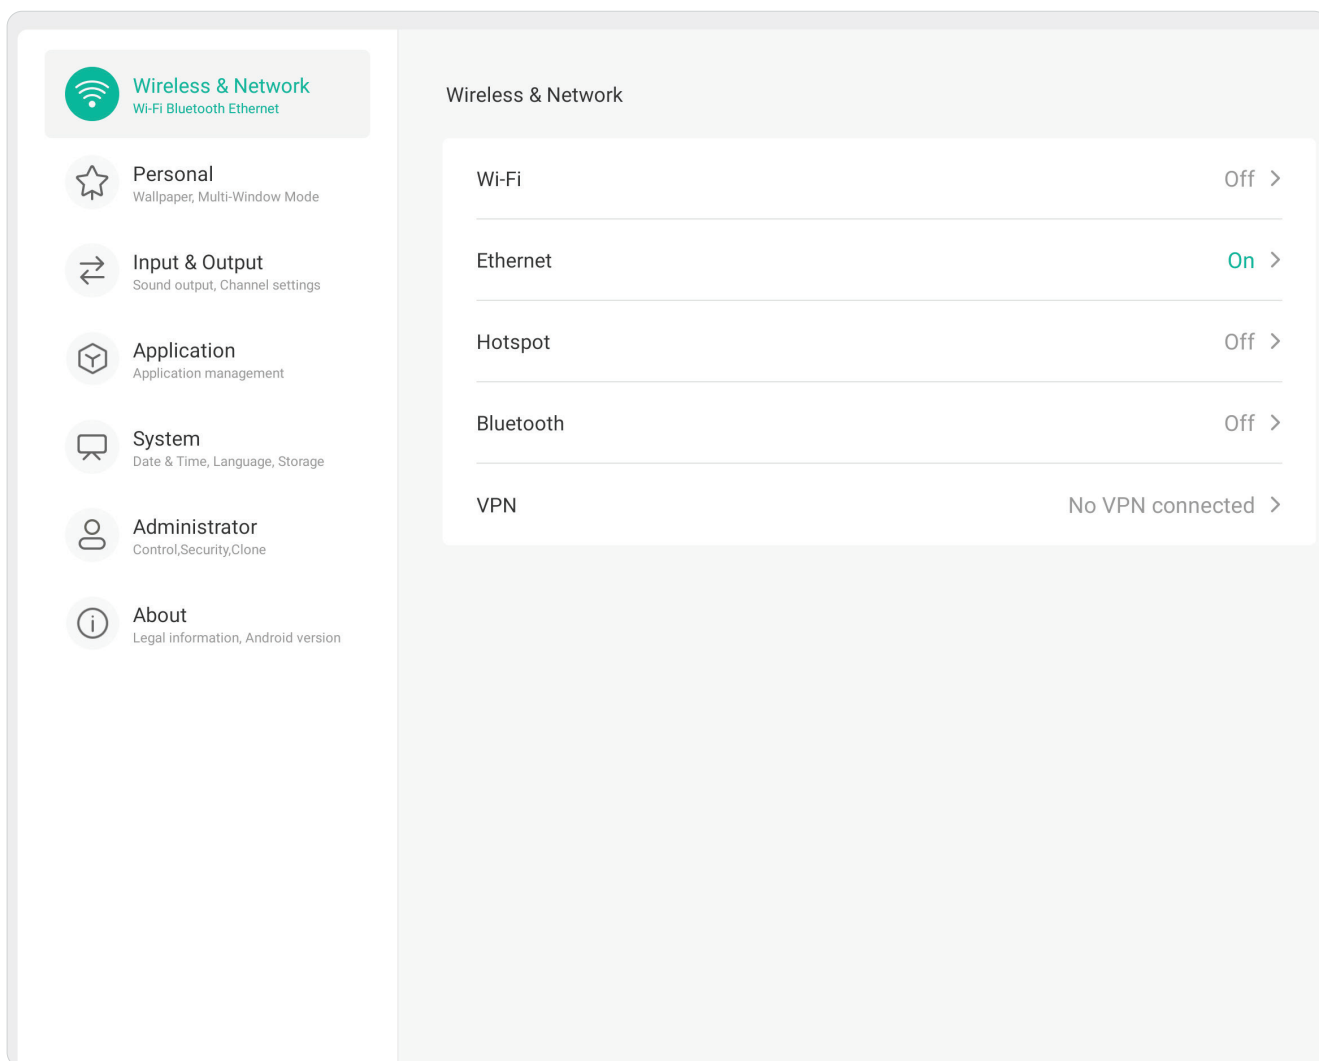 Wireless & Network
Wi-Fi Bluetooth Ethernet
Personal
Wallpaper, Multi-Window Mode
Input & Output
Sound output, Channel settings
Application
Application management
System
Date & Time, Language, Storage
Administrator
Control,Security,Clone
About
Legal information, Android version
Wireless & Network
Wi-Fi Off
Ethernet On
Hotspot Off
Bluetooth Off
VPN No VPN connected